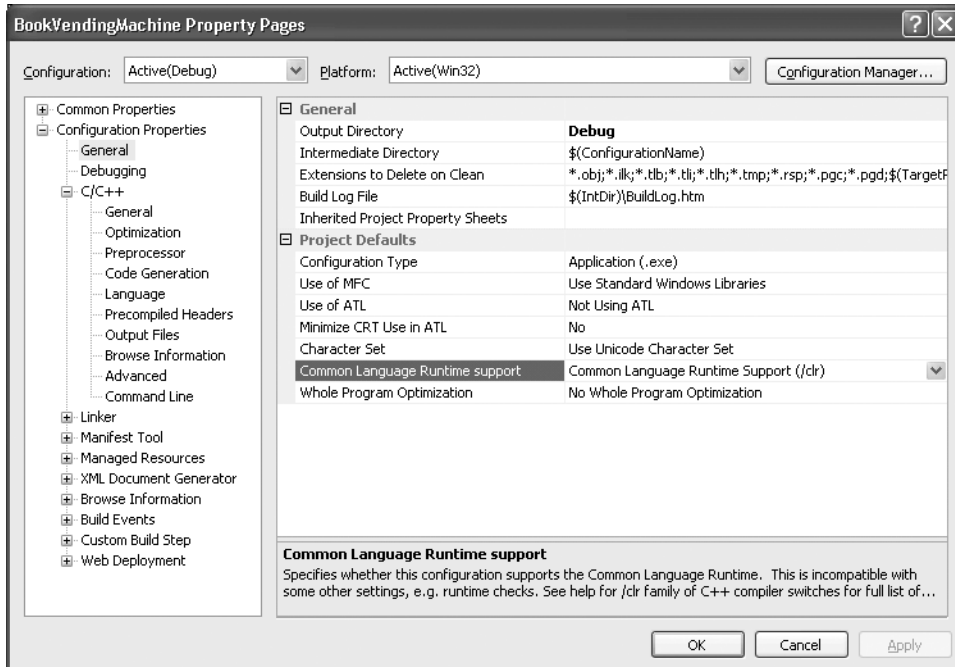 BookVendingMachine Property Pages
Configuration: Active(Debug) Platform: Active(Win32) Configuration Manager...
Common Properties
Configuration Properties
General
Debugging
C/C++
General
Optimization
Preprocessor
Code Generation
Language
Precompiled Headers
Output Files
Browse Information
Advanced
Command Line
Linker
Manifest Tool
Managed Resources
XML Document Generator
Browse Information
Build Events
Custom Build Step
Web Deployment
General
Output Directory Debug
Intermediate Directory $(ConfigurationName)
Extensions to Delete on Clean *.obj;*.ilk;*.tlb;*.tli;*.tlh;*.tmp;*.rsp;*.pgc;*.pgd;$(TargetP
Build Log File $(IntDir)\BuildLog.htm
Inherited Project Property Sheets
Project Defaults
Configuration Type Application (.exe)
Use of MFC Use Standard Windows Libraries
Use of ATL Not Using ATL
Minimize CRT Use in ATL No
Character Set Use Unicode Character Set
Common Language Runtime support Common Language Runtime Support (/clr)
Whole Program Optimization No Whole Program Optimization
Common Language Runtime support
Specifies whether this configuration supports the Common Language Runtime. This is incompatible with
some other settings, e.g. runtime checks. See help for /clr family of C++ compiler switches for full list of...
OK Cancel Apply